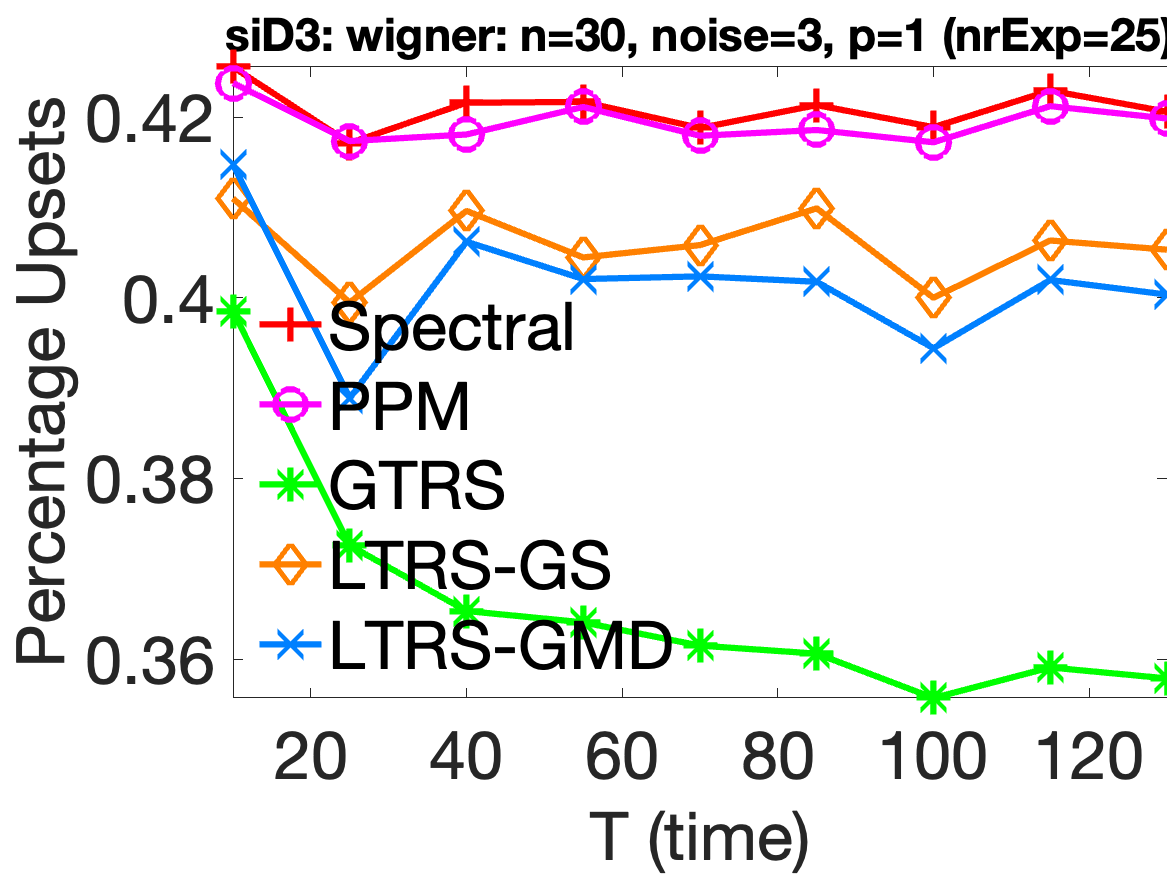 siD3: wigner: n=30, noise=3, p=1 (nrExp=25)
Percentage Upsets
0.42
0.4
0.38
0.36
Spectral
PPM
GTRS
LTRS-GS
LTRS-GMD
20 40 60 80 100 120
T (time)